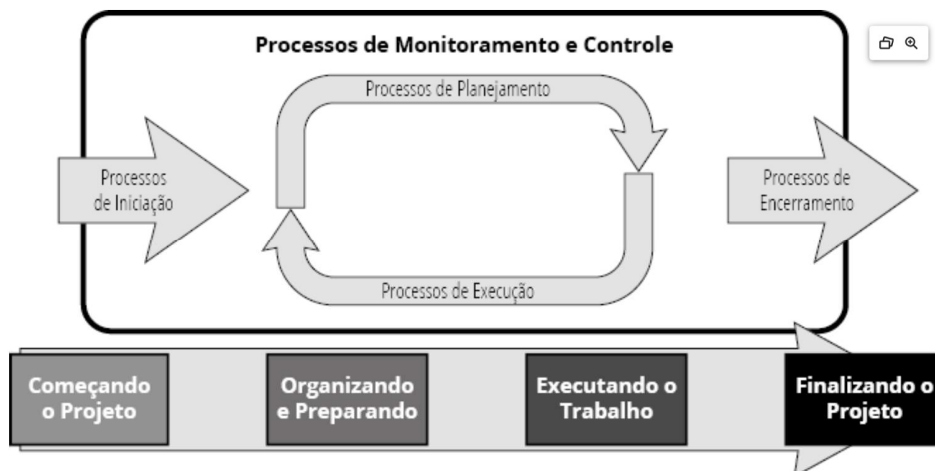 Processos de Monitoramento e Controle
Processos de Planejamento
Processos
de Iniciação
Processos de
Encerramento
Processos de Execução
Começando
o Projeto
Organizando
e Preparando
Executando o
Trabalho
Finalizando o
Projeto